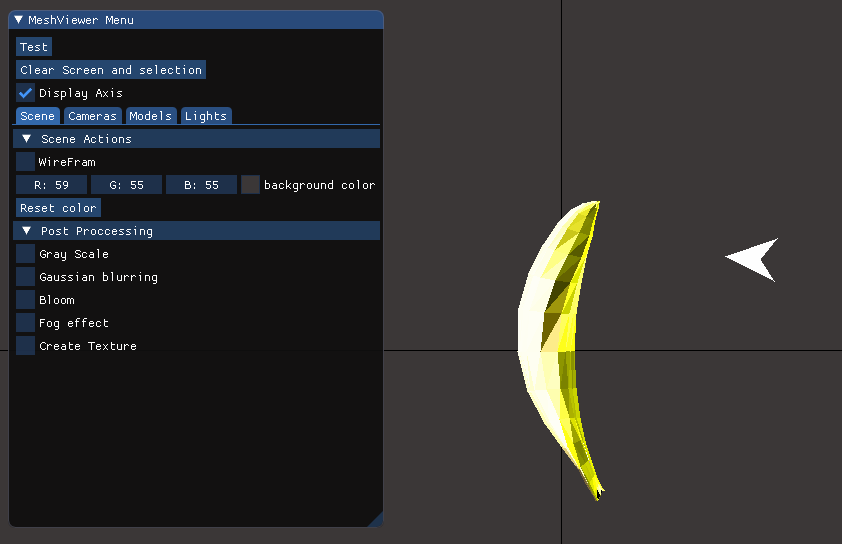 MeshViewer Menu
Test
Clear Screen and selection
Display Axis
Scene Cameras Models Lights
Scene Actions
WireFram
R: 59 G: 55 B: 55 background color
Reset color
Post Proccessing
Gray Scale
Gaussian blurring
Bloom
Fog effect
Create Texture